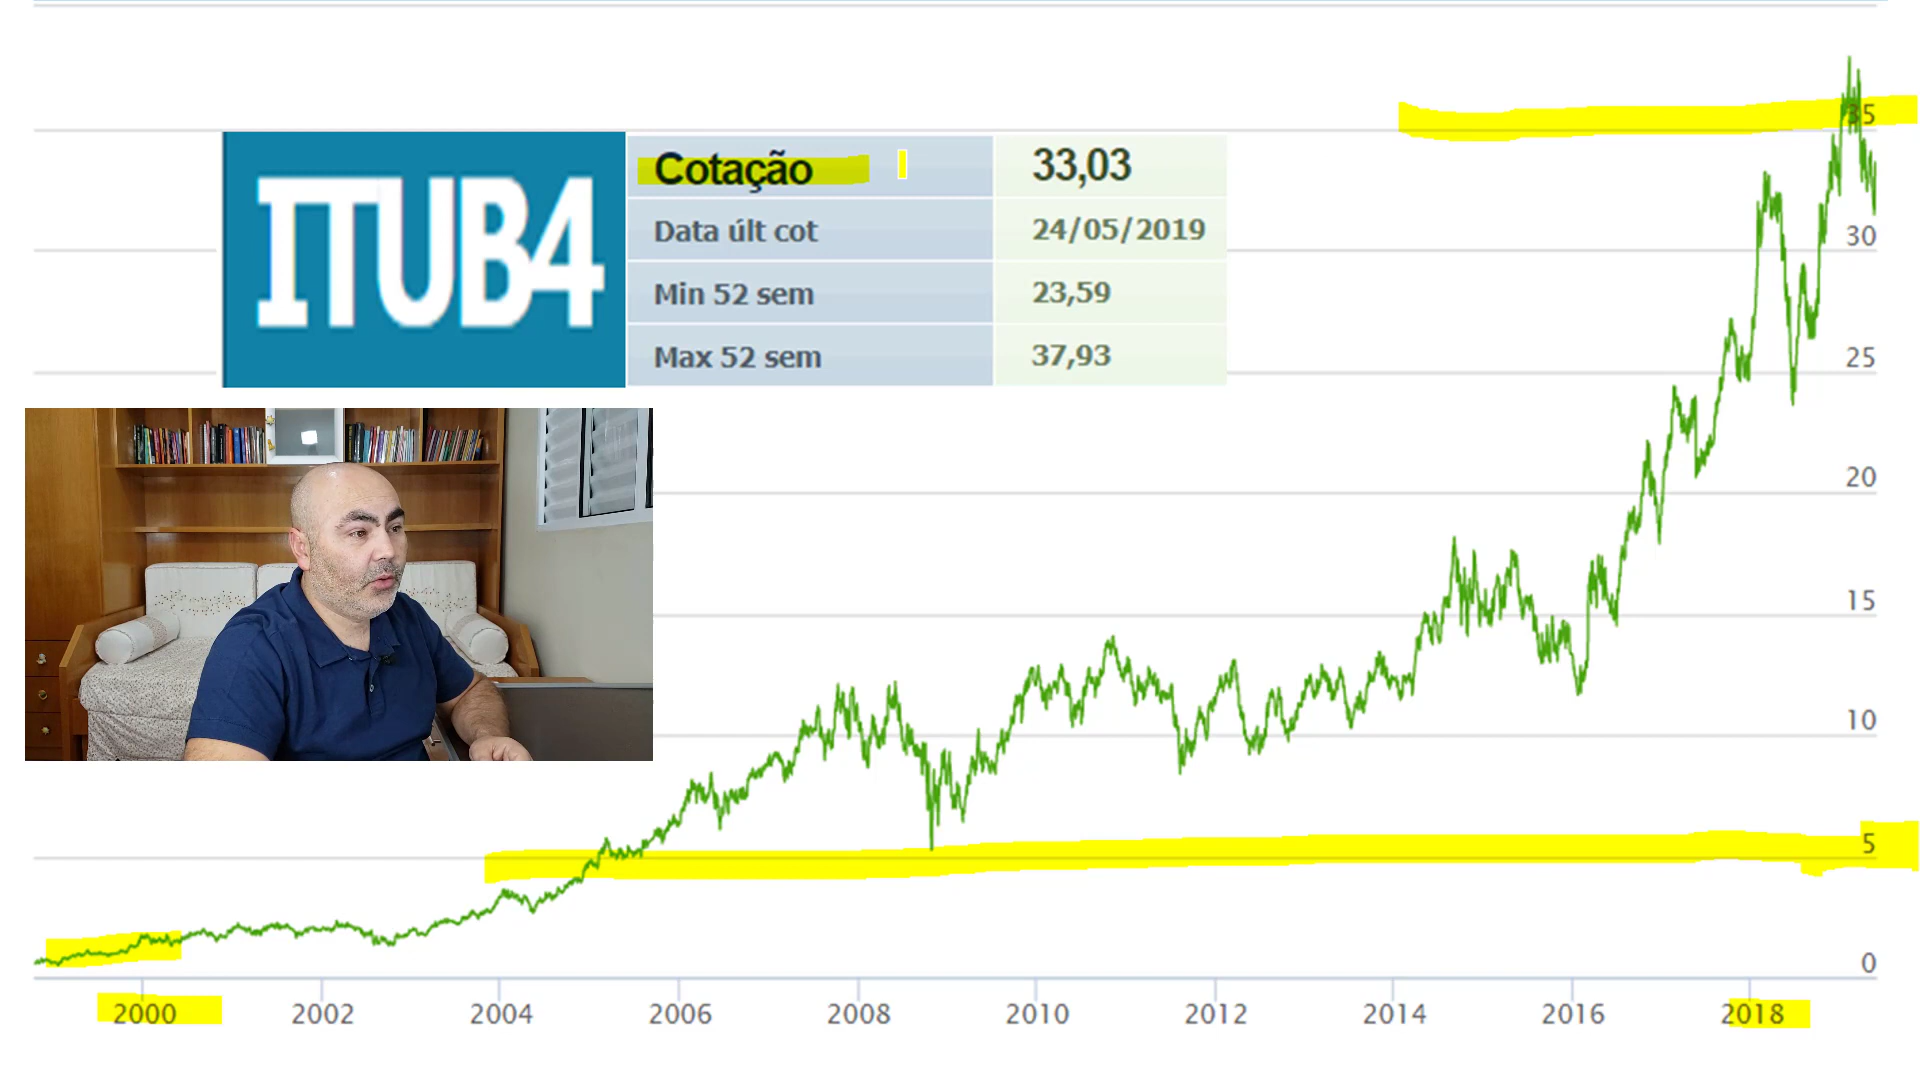 35
ITUB4
Cotação 33,03
Data últ cot 24/05/2019
Min 52 sem 23,59
Max 52 sem 37,93
30
25
20
15
10
5
0
2000 2002 2004 2006 2008 2010 2012 2014 2016 2018